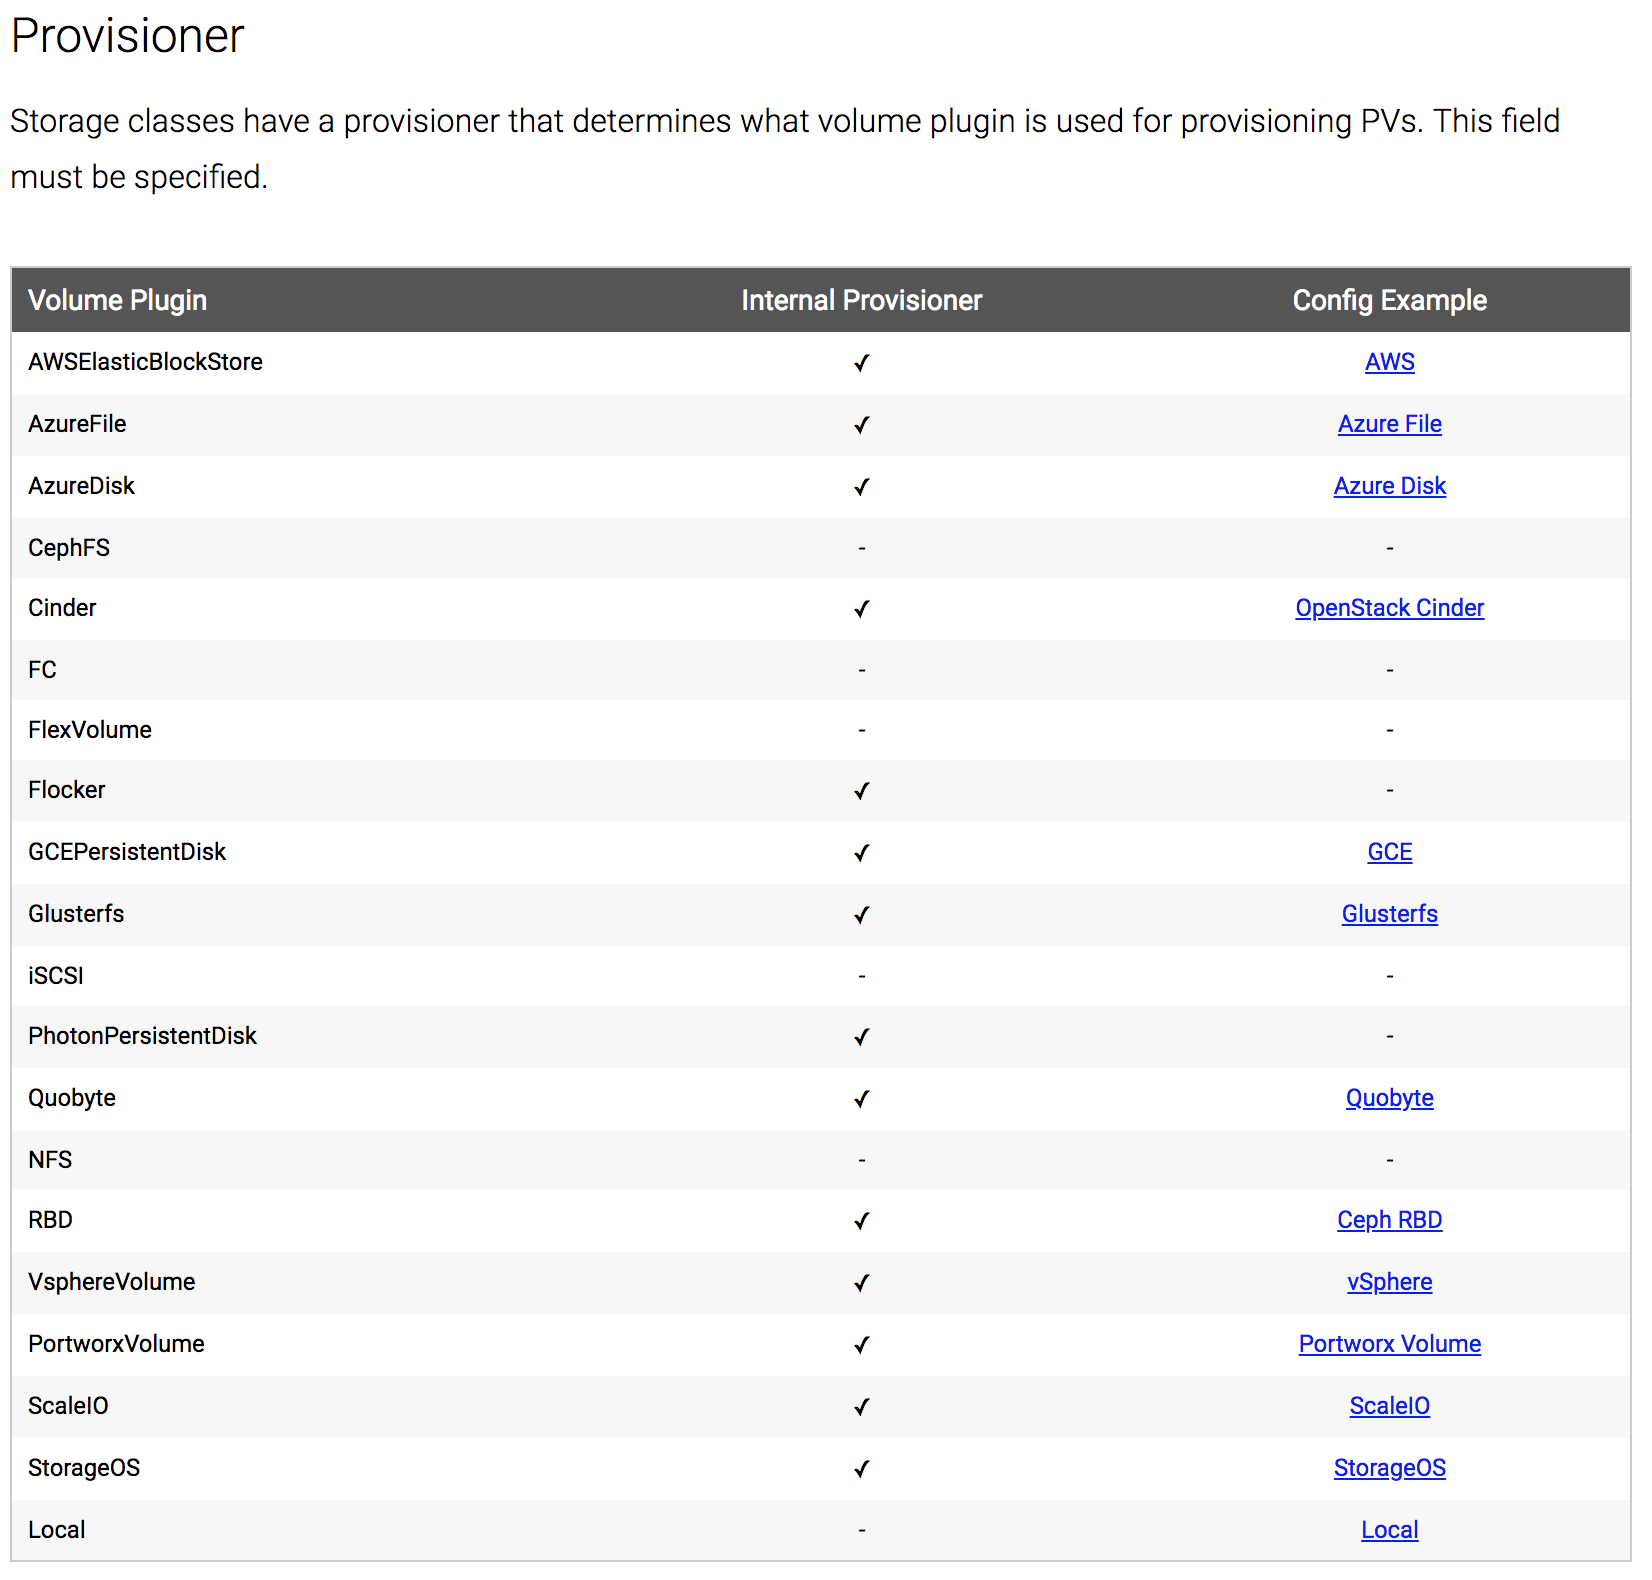 Provisioner
Storage classes have a provisioner that determines what volume plugin is used for provisioning PVs. This field
must be specified.
Volume Plugin Internal Provisioner Config Example
AWSElasticBlockStore ✓ AWS
AzureFile ✓ Azure File
AzureDisk ✓ Azure Disk
CephFS - -
Cinder ✓ OpenStack Cinder
FC - -
FlexVolume - -
Flocker ✓ -
GCEPersistentDisk ✓ GCE
Glusterfs ✓ Glusterfs
iSCSI - -
PhotonPersistentDisk ✓ -
Quobyte ✓ Quobyte
NFS - -
RBD ✓ Ceph RBD
VsphereVolume ✓ vSphere
PortworxVolume ✓ Portworx Volume
ScaleIO ✓ ScaleIO
StorageOS ✓ StorageOS
Local - Local